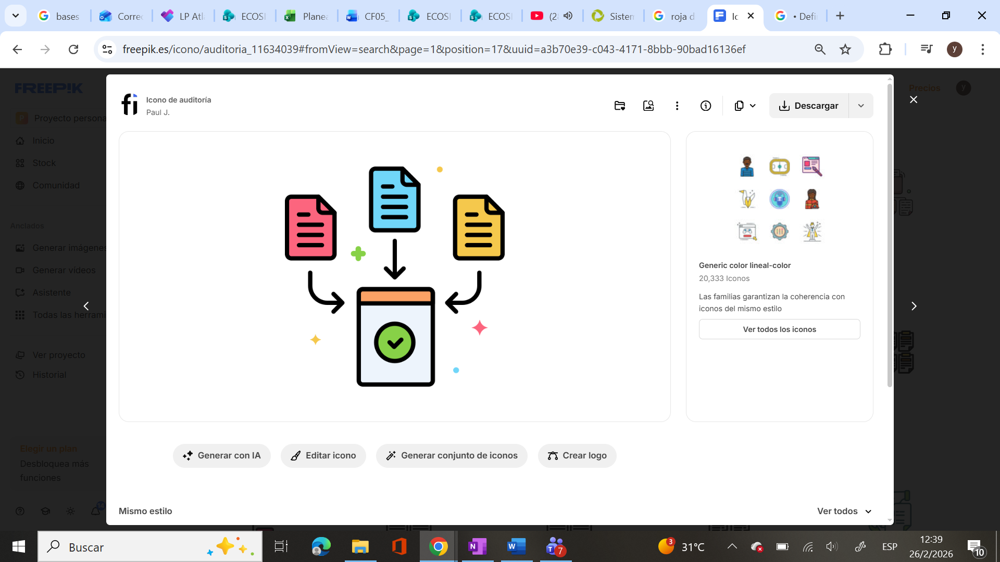 bases
Corre
LP Atl
ECOS
Planea
CF05_
ECOS
ECOS
(2
Sisten
roja d
Ic
• Defi
freepik.es/icono/auditoria_11634039#fromView=search&page=1&position=17&uuid=a3b70e39-c043-4171-8bbb-90bad16136ef
y
FREEPIK
Precios
y
P
Proyecto persona
Inicio
Stock
Comunidad
Anclados
Generar imágenes
Generar vídeos
Asistente
Todas las herrami
Ver proyecto
Historial
Elegir un plan
Desbloquea más
funciones
14
fi
Icono de auditoría
Paul J.
Descargar
Generic color lineal-color
20,333 Iconos
Las familias garantizan la coherencia con
iconos del mismo estilo
Ver todos los iconos
Generar con IA
Editar icono
Generar conjunto de iconos
Crear logo
Mismo estilo
Ver todos
Buscar
N
W
T
7
3
31°C
ESP
12:39
26/2/2026
10